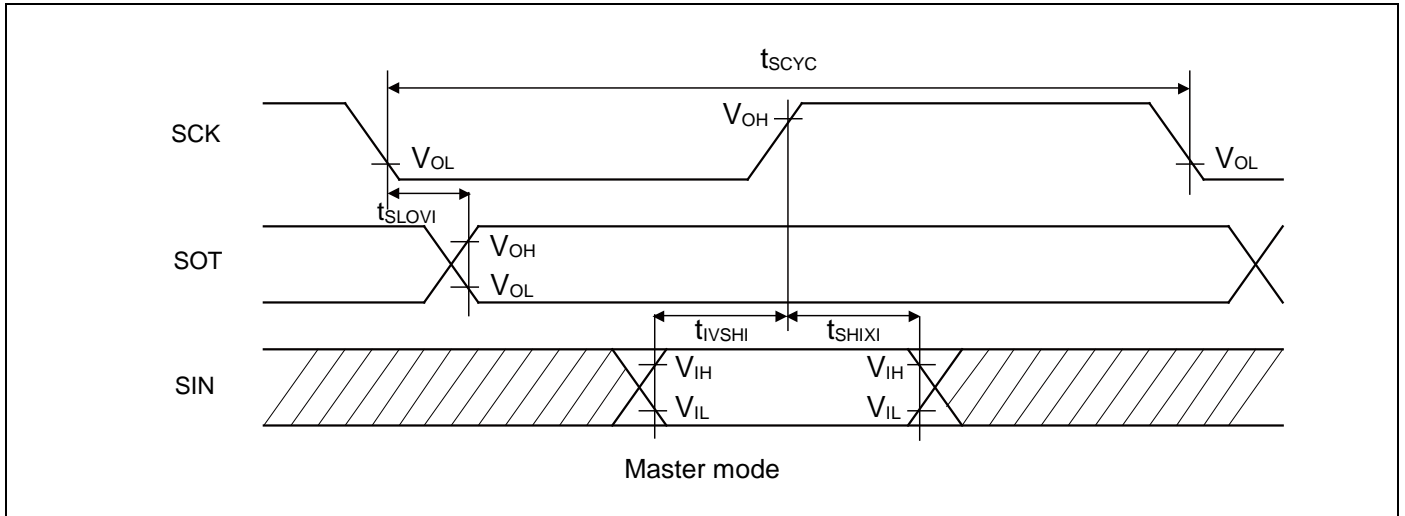 tSCYC
SCK
VOH
VOL
VOL
tSLOVI
SOT
VOH
VOL
tIVSHI
tSHIXI
SIN
VIH
VIH
VIL
VIL
Master mode